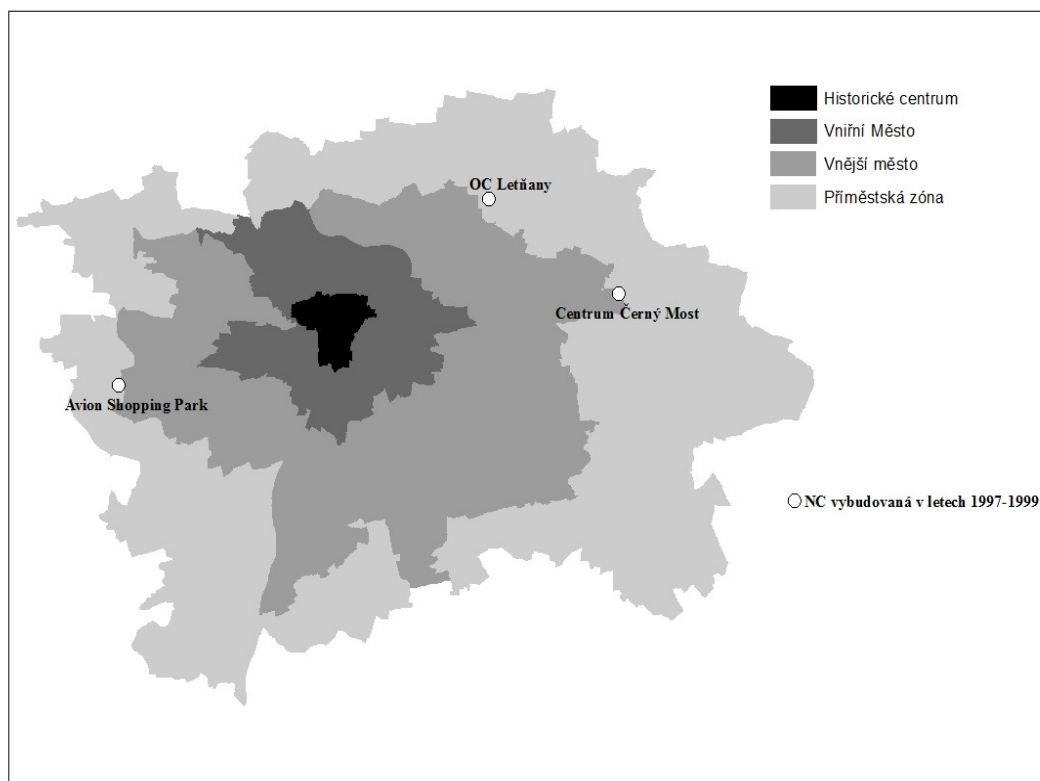 Historické centrum
Vniřní Město
Vnější město
Příměstská zóna
OC Letňany
Centrum Černý Most
Avion Shopping Park
NC vybudovaná v letech 1997-1999